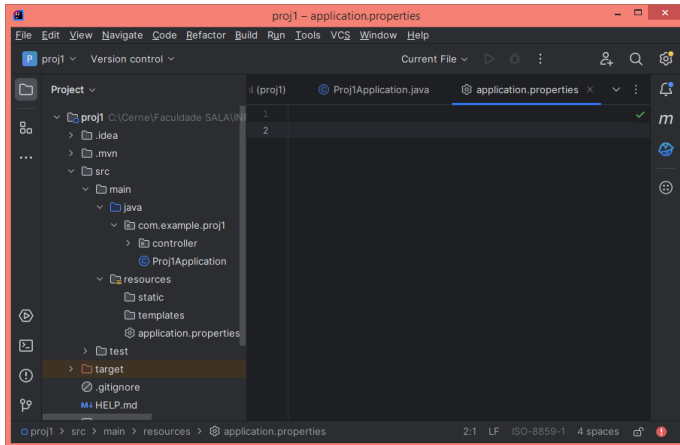 proj1 – application.properties
File Edit View Navigate Code Refactor Build Run Tools VCS Window Help
P proj1 Version control Current File
Project
(proj1) Proj1Application.java application.properties
proj1 C:\Cerne\Faculdade SALA\IN
.idea
.mvn
src
main
java
com.example.proj1
controller
Proj1Application
resources
static
templates
application.properties
test
target
.gitignore
M↓ HELP.md
1
2
m
proj1 > src > main > resources > application.properties 2:1 LF ISO-8859-1 4 spaces